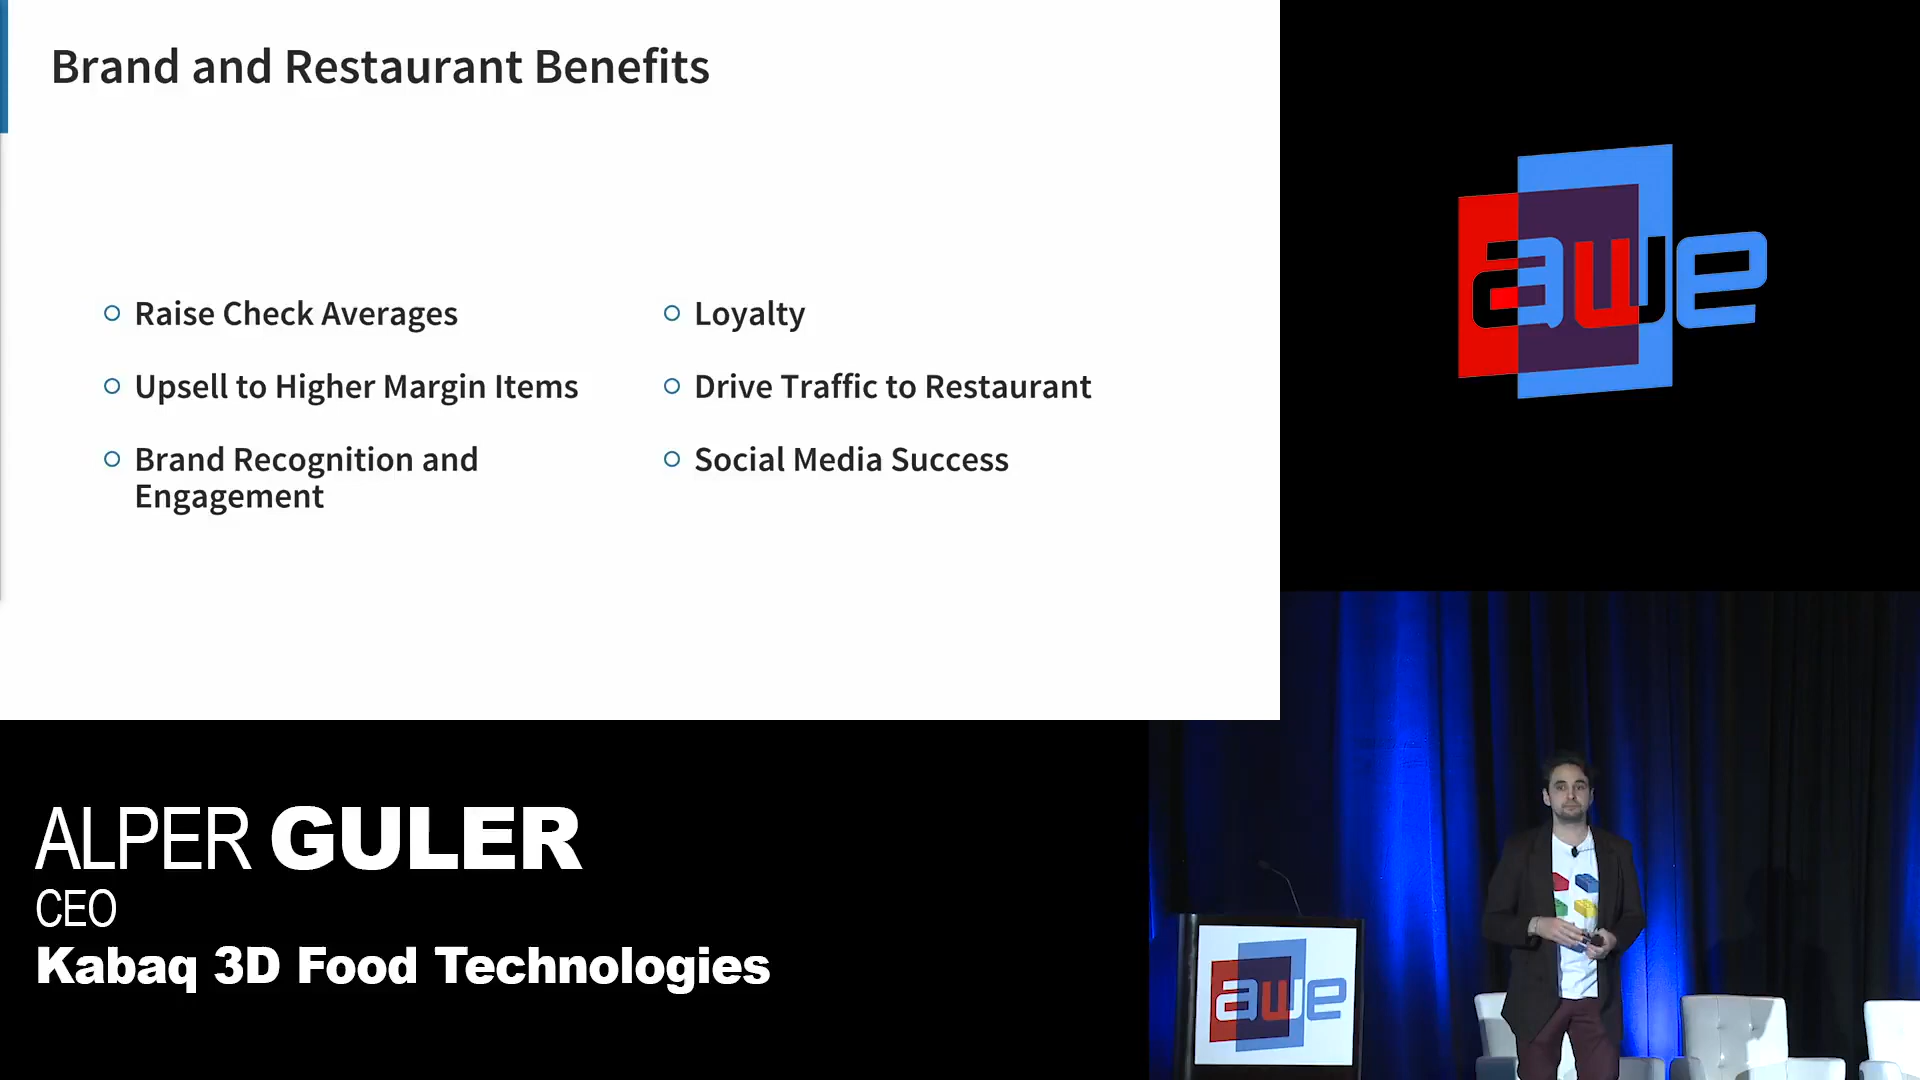 Brand and Restaurant Benefits
Raise Check Averages
Upsell to Higher Margin Items
Brand Recognition and
Engagement
Loyalty
Drive Traffic to Restaurant
Social Media Success
awe
ALPER GULER
CEO
Kabaq 3D Food Technologies
awe